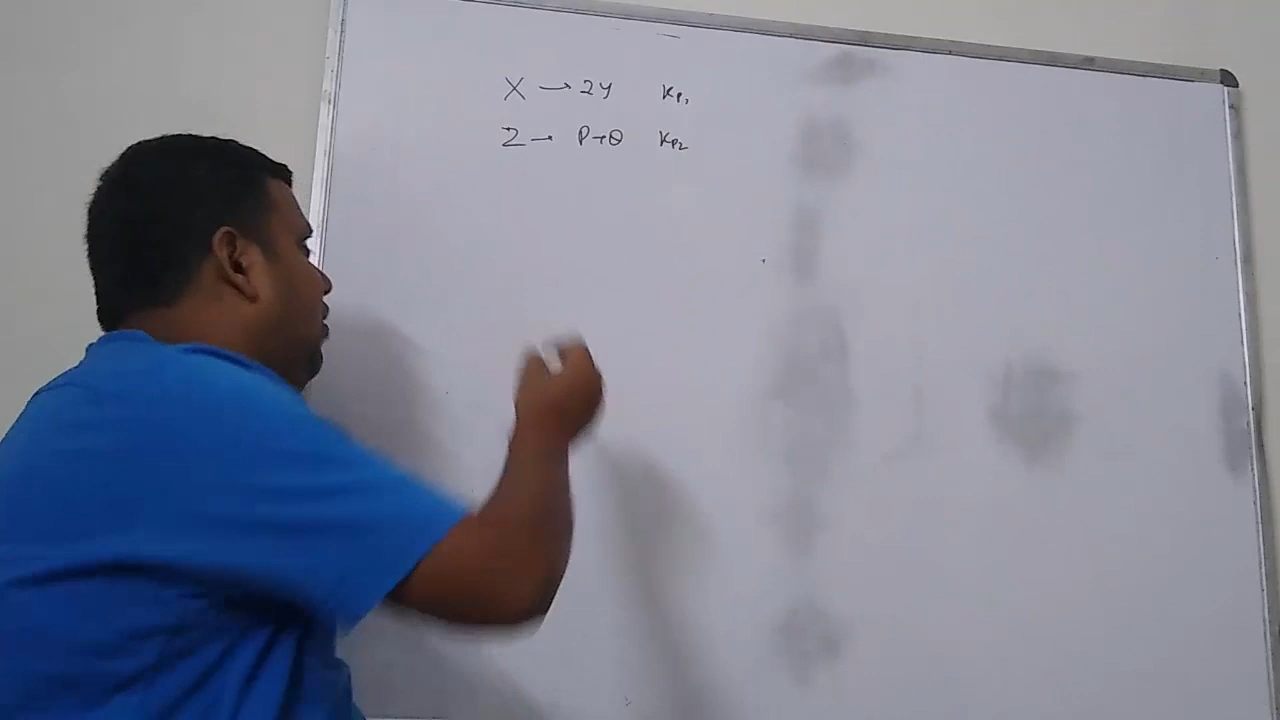 X → 2Y Kp₁
Z → P+Q Kp₂